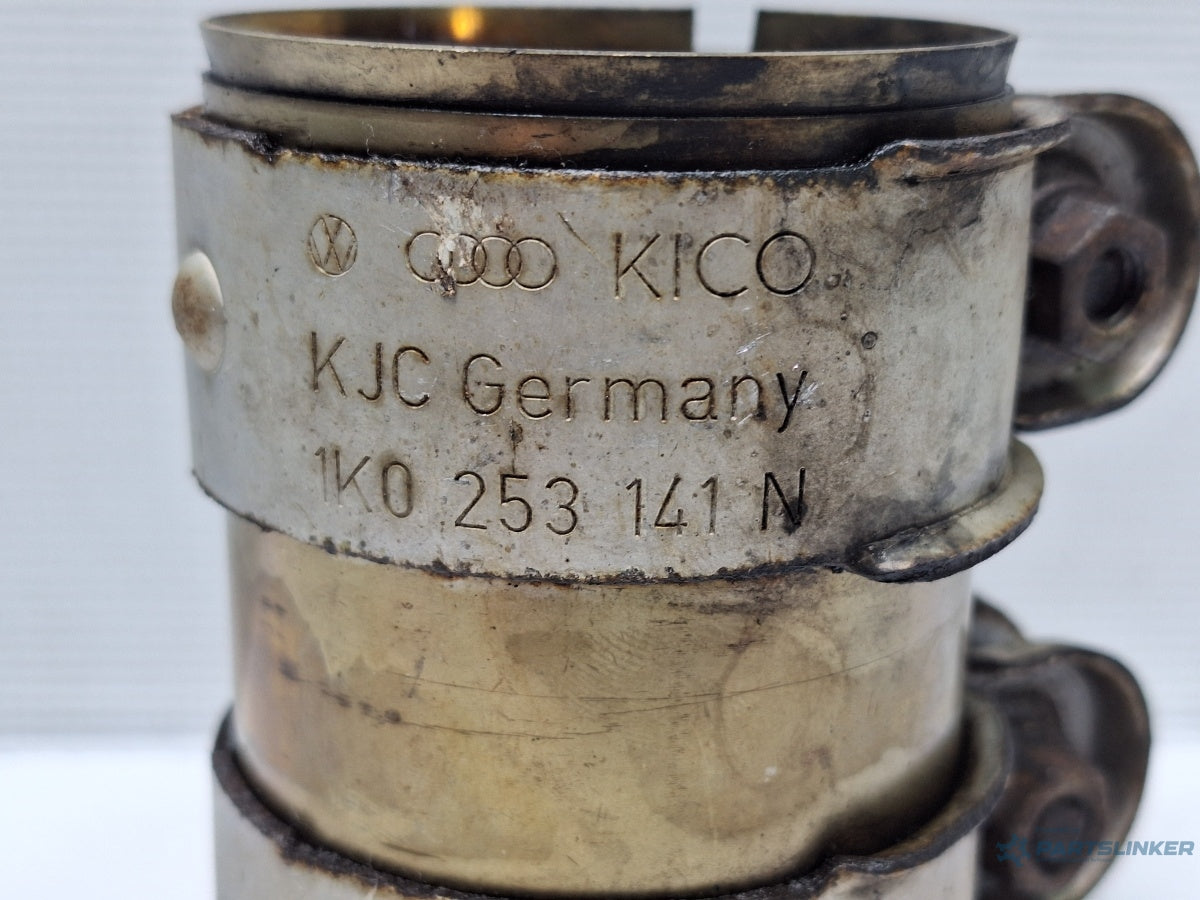 KICO
KJC Germany
1K0 253 141 N
PARTSLINKER